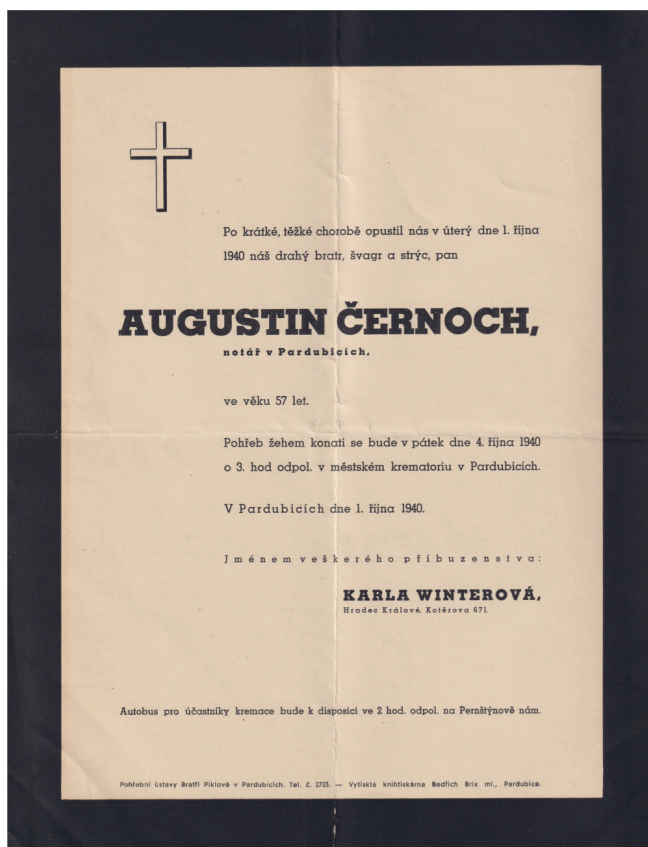 Po krátké, těžké chorobě opustil nás v úterý dne 1. října
1940 náš drahý bratr, švagr a strýc, pan
AUGUSTIN ČERNOCH,
notář v Pardubicích,
ve věku 57 let.
Pohřeb žehem konati se bude v pátek dne 4. října 1940
o 3. hod odpol. v městském krematoriu v Pardubicích.
V Pardubicích dne 1. října 1940.
Jménem veškerého příbuzenstva:
KARLA WINTEROVÁ,
Hradec Králové, Kotěrova 671.
Autobus pro účastníky kremace bude k disposici ve 2 hod. odpol. na Pernštýnově nám.
Pohřební ústavy Bratří Piklové v Pardubicích. Tel. č. 2705. — Vytiskla knihtiskárna Bedřich Brix ml., Pardubice.